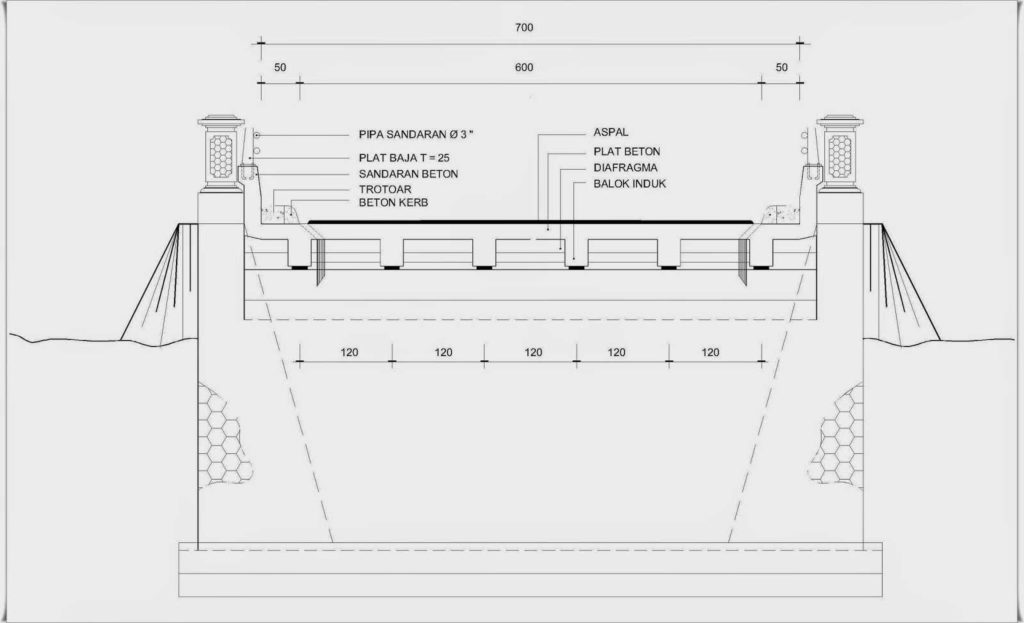 700
50 600 50
PIPA SANDARAN Ø 3 "
PLAT BAJA T = 25
SANDARAN BETON
TROTOAR
BETON KERB
ASPAL
PLAT BETON
DIAFRAGMA
BALOK INDUK
120 120 120 120 120